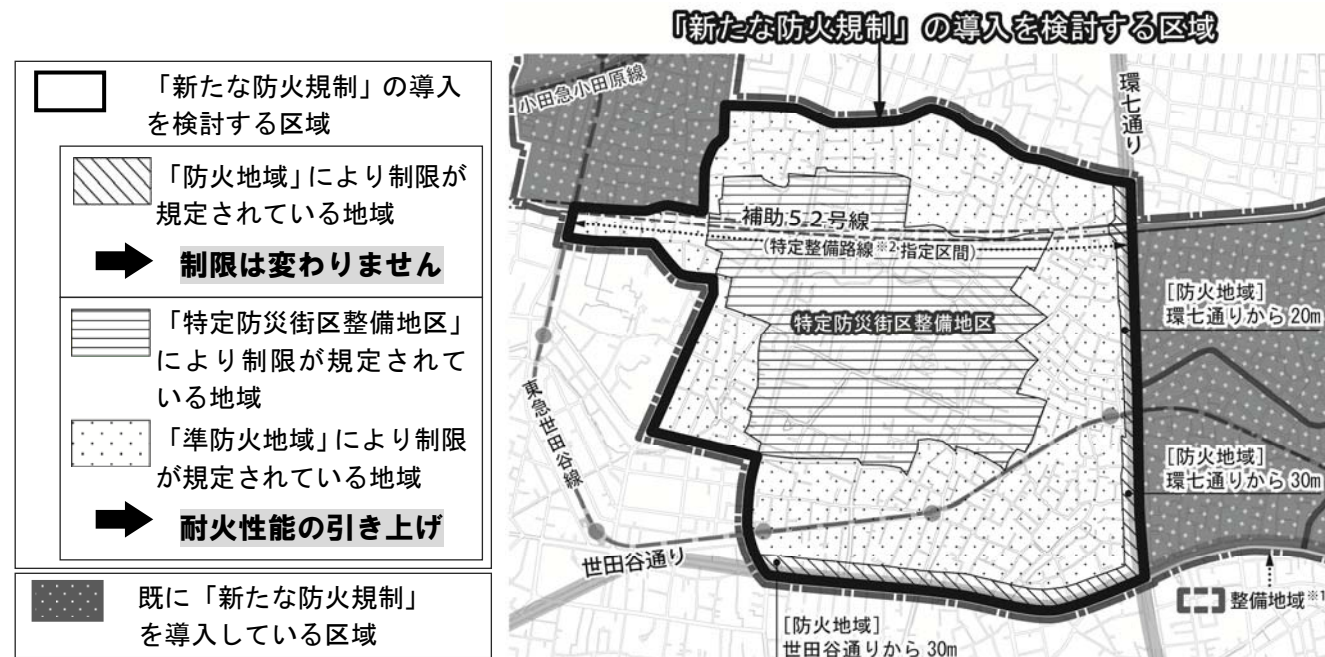 「新たな防火規制」の導入を検討する区域
「新たな防火規制」の導入
を検討する区域
「防火地域」により制限が
規定されている地域
制限は変わりません
「特定防災街区整備地区」
により制限が規定されて
いる地域
「準防火地域」により制限
が規定されている地域
耐火性能の引き上げ
既に「新たな防火規制」
を導入している区域
小田急小田原線
環七通り
補助52号線
(特定整備路線※2指定区間)
特定防災街区整備地区
[防火地域]
環七通りから20m
東急世田谷線
[防火地域]
環七通りから30m
世田谷通り
整備地域※1
[防火地域]
世田谷通りから30m